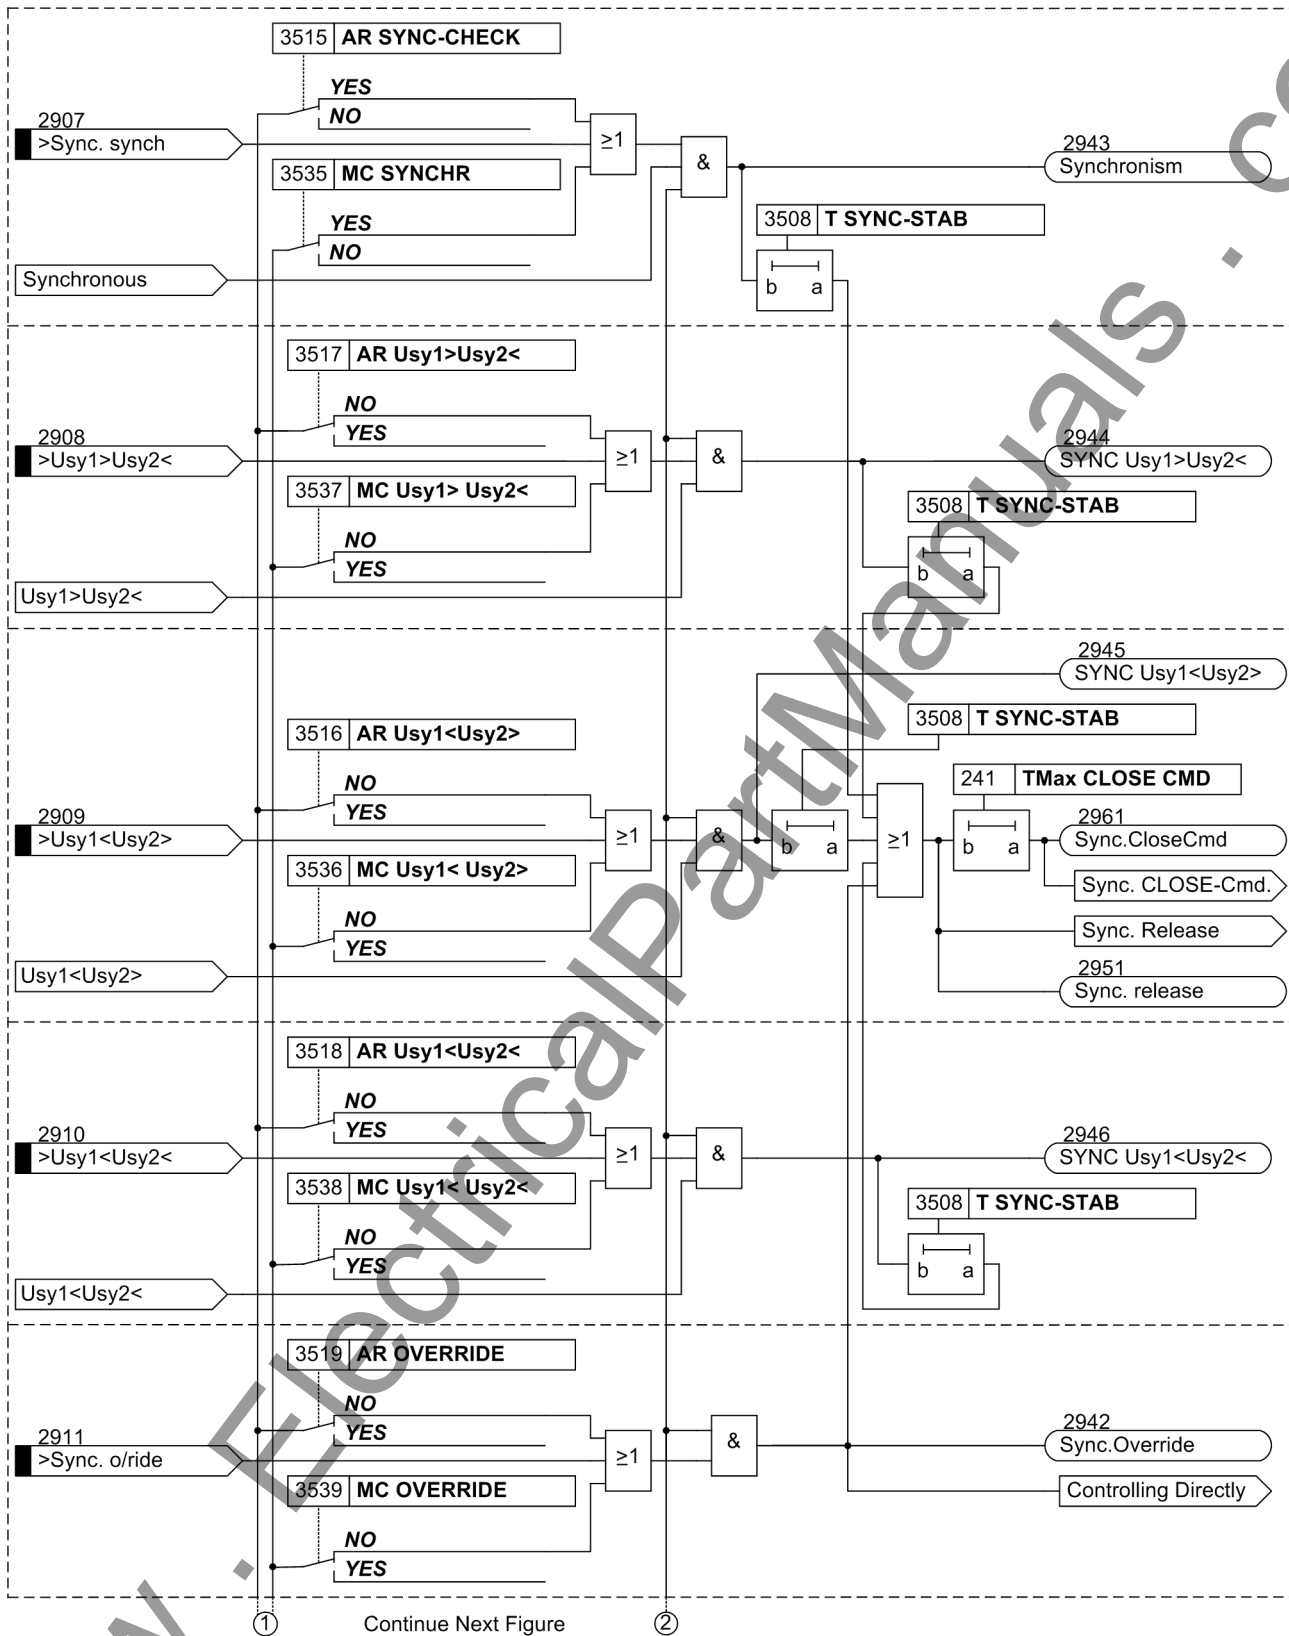 3515 AR SYNC-CHECK
YES
NO
2907
>Sync. synch
≥1
3535 MC SYNCHR
&
2943
Synchronism
YES
NO
3508 T SYNC-STAB
Synchronous
b a
3517 AR Usy1>Usy2<
NO
YES
2908
>Usy1>Usy2<
≥1
&
2944
SYNC Usy1>Usy2<
3537 MC Usy1> Usy2<
3508 T SYNC-STAB
NO
YES
b a
Usy1>Usy2<
2945
SYNC Usy1<Usy2>
3516 AR Usy1<Usy2>
3508 T SYNC-STAB
NO
YES
241 TMax CLOSE CMD
2909
>Usy1<Usy2>
≥1
&
b a
≥1
b a
2961
Sync.CloseCmd
3536 MC Usy1< Usy2>
Sync. CLOSE-Cmd.
NO
YES
Sync. Release
Usy1<Usy2>
2951
Sync. release
3518 AR Usy1<Usy2<
NO
YES
2910
>Usy1<Usy2<
≥1
&
2946
SYNC Usy1<Usy2<
3538 MC Usy1< Usy2<
3508 T SYNC-STAB
NO
YES
b a
Usy1<Usy2<
3519 AR OVERRIDE
NO
YES
2911
>Sync. o/ride
≥1
&
2942
Sync.Override
3539 MC OVERRIDE
Controlling Directly
NO
YES
1 Continue Next Figure 2
w . ElectricalPartManuals . co